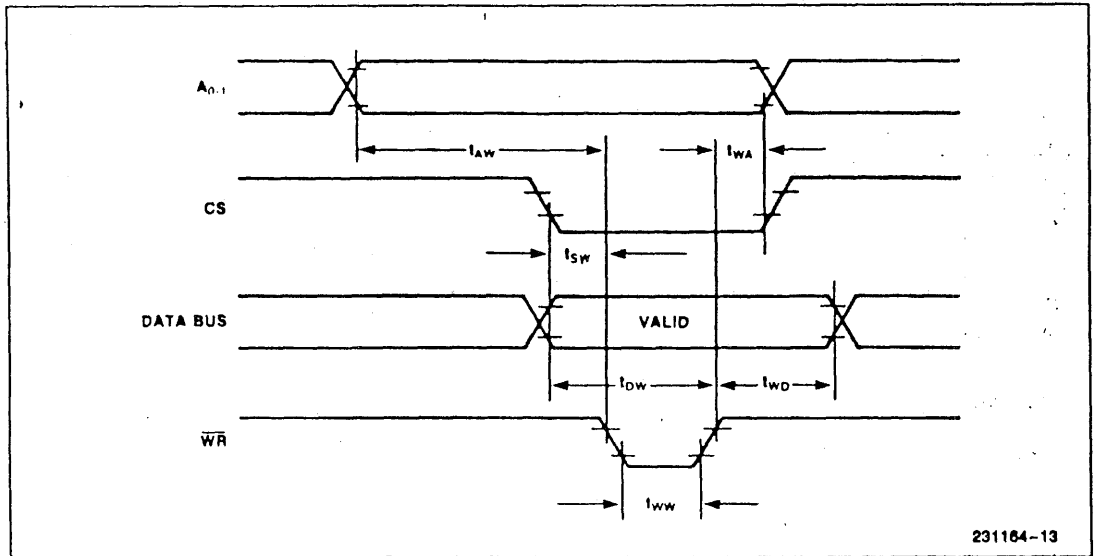 A0-1
tAW
tWA
CS
tSW
DATA BUS
VALID
tDW
tWD
WR
tWW
231164-13